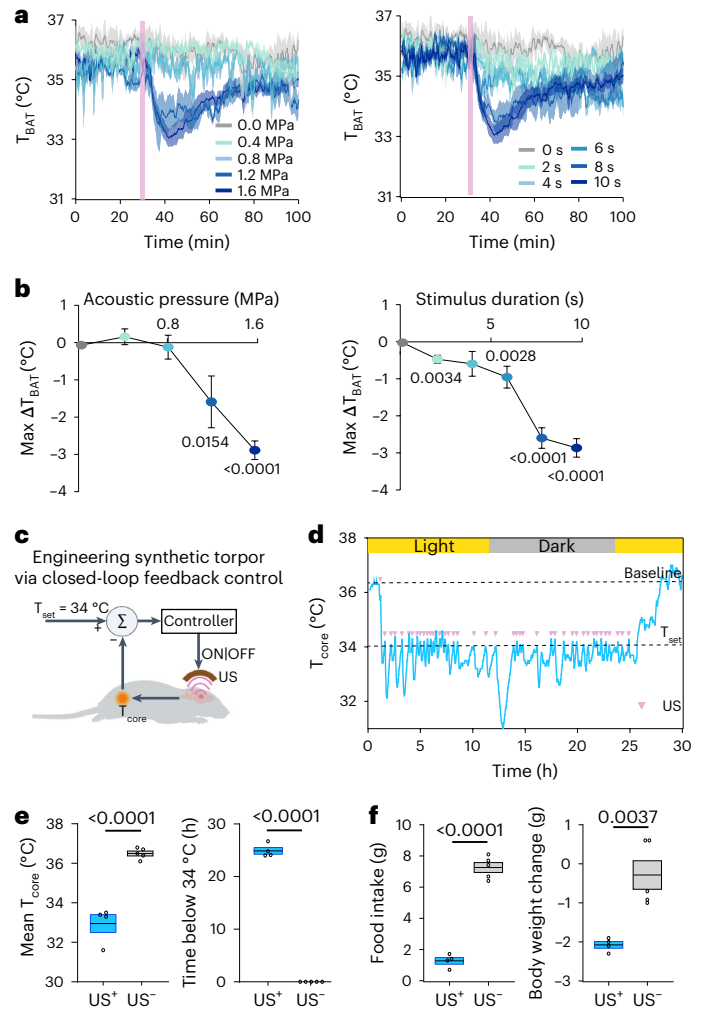 a
37
35
33
31
T_BAT (°C)
0 20 40 60 80 100
Time (min)
0.0 MPa
0.4 MPa
0.8 MPa
1.2 MPa
1.6 MPa
37
35
33
31
T_BAT (°C)
0 20 40 60 80 100
Time (min)
0 s 6 s
2 s 8 s
4 s 10 s
b
Acoustic pressure (MPa)
0.8 1.6
1
0
−1
−2
−3
−4
Max ΔT_BAT (°C)
0.0154
<0.0001
Stimulus duration (s)
5 10
1
0
−1
−2
−3
−4
Max ΔT_BAT (°C)
0.0034
0.0028
<0.0001
<0.0001
c
Engineering synthetic torpor
via closed-loop feedback control
T_set = 34 °C
+
−
Σ
Controller
ON|OFF
US
T_core
d
Light Dark
38
36
34
32
T_core (°C)
Baseline
T_set
US
0 5 10 15 20 25 30
Time (h)
e
<0.0001
38
36
34
32
30
Mean T_core (°C)
US⁺ US⁻
<0.0001
30
20
10
0
Time below 34 °C (h)
US⁺ US⁻
f
<0.0001
10
8
6
4
2
0
Food intake (g)
US⁺ US⁻
0.0037
1
0
−1
−2
−3
Body weight change (g)
US⁺ US⁻